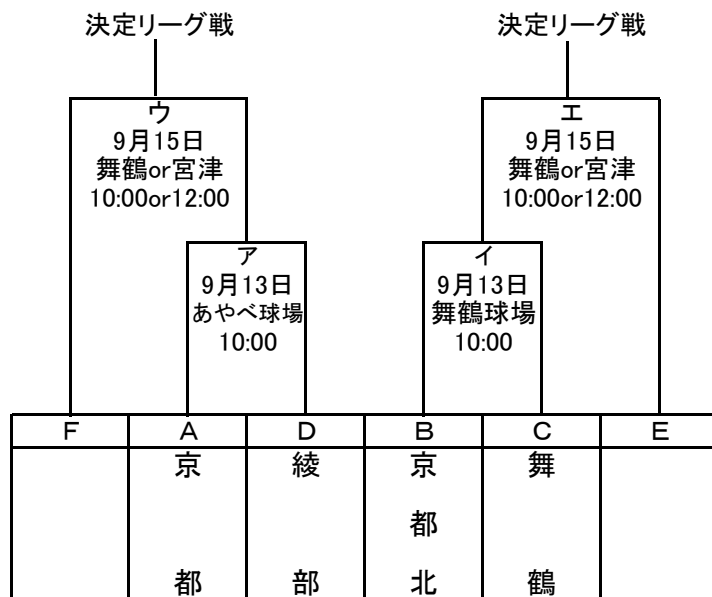 決定リーグ戦
決定リーグ戦
ウ
9月15日
舞鶴or宮津
10:00or12:00
エ
9月15日
舞鶴or宮津
10:00or12:00
ア
9月13日
あやべ球場
10:00
イ
9月13日
舞鶴球場
10:00
F A D B C E
京都
綾部
京都北
舞鶴